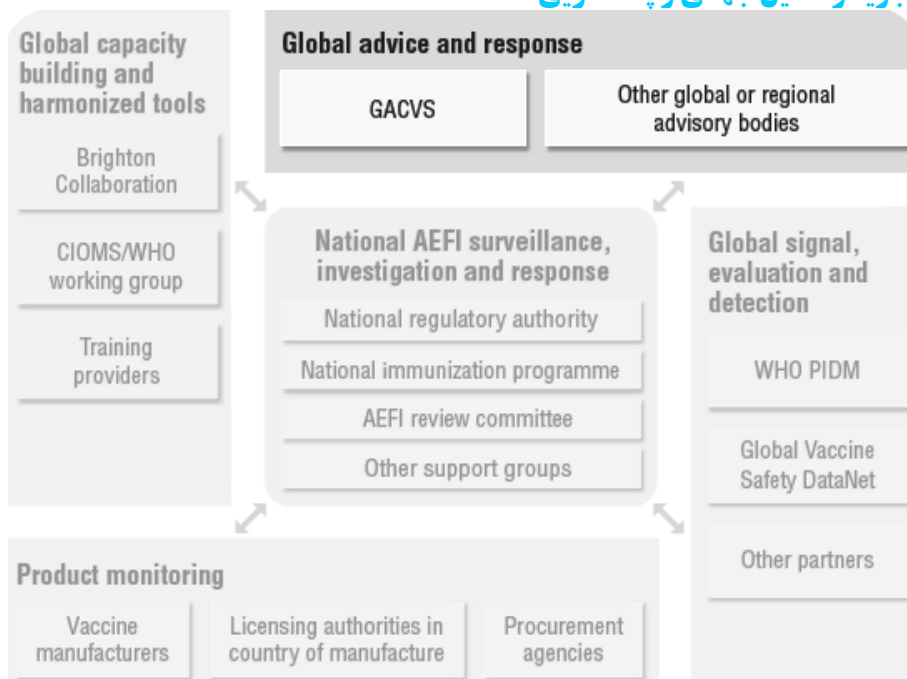 Global capacity
building and
harmonized tools
Brighton
Collaboration
CIOMS/WHO
working group
Training
providers
Global advice and response
GACVS
Other global or regional
advisory bodies
National AEFI surveillance,
investigation and response
National regulatory authority
National immunization programme
AEFI review committee
Other support groups
Global signal,
evaluation and
detection
WHO PIDM
Global Vaccine
Safety DataNet
Other partners
Product monitoring
Vaccine
manufacturers
Licensing authorities in
country of manufacture
Procurement
agencies